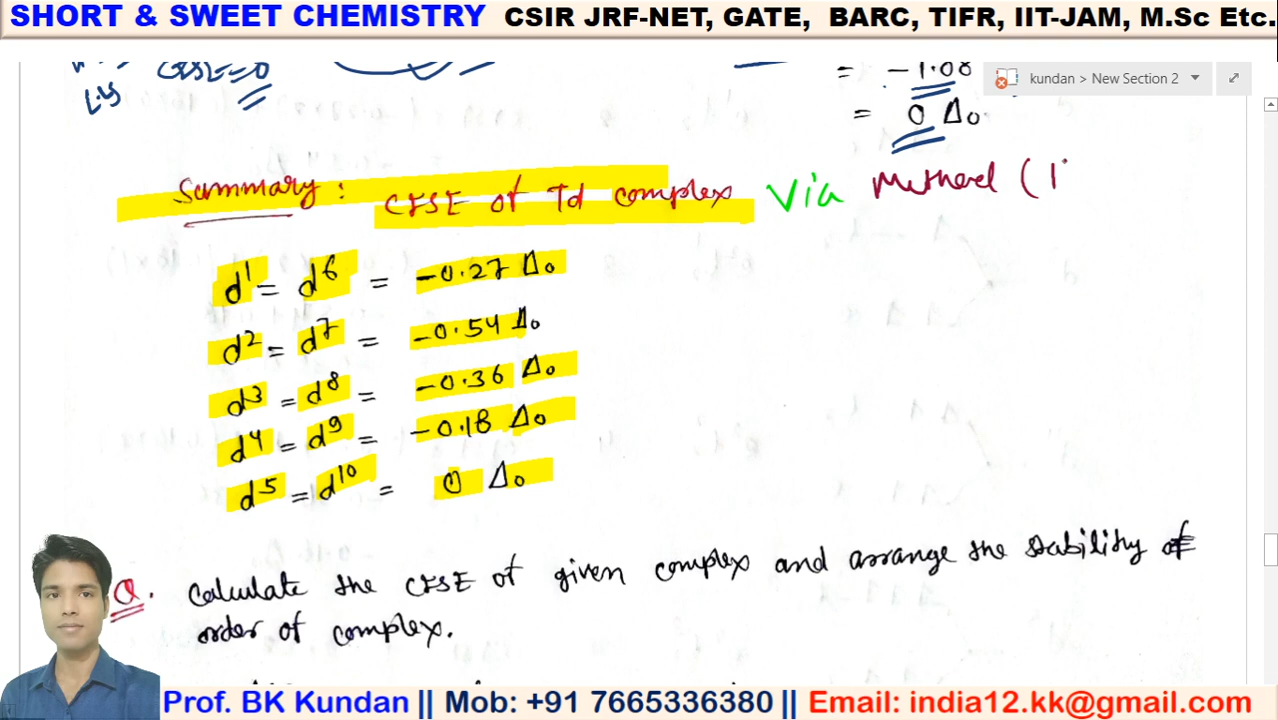 SHORT & SWEET CHEMISTRY CSIR JRF-NET, GATE, BARC, TIFR, IIT-JAM, M.Sc Etc.
CFSE=0
= -1.08
kundan > New Section 2
= 0 Δo
Summary: CFSE of Td complex Via Method (1
d1 = d6 = -0.27 Δo
d2 = d7 = -0.54 Δo
d3 = d8 = -0.36 Δo
d4 = d9 = -0.18 Δo
d5 = d10 = 0 Δo
Q. Calculate the CFSE of given complex and arrange the stability of
order of complex.
Prof. BK Kundan || Mob: +91 7665336380 || Email: india12.kk@gmail.com